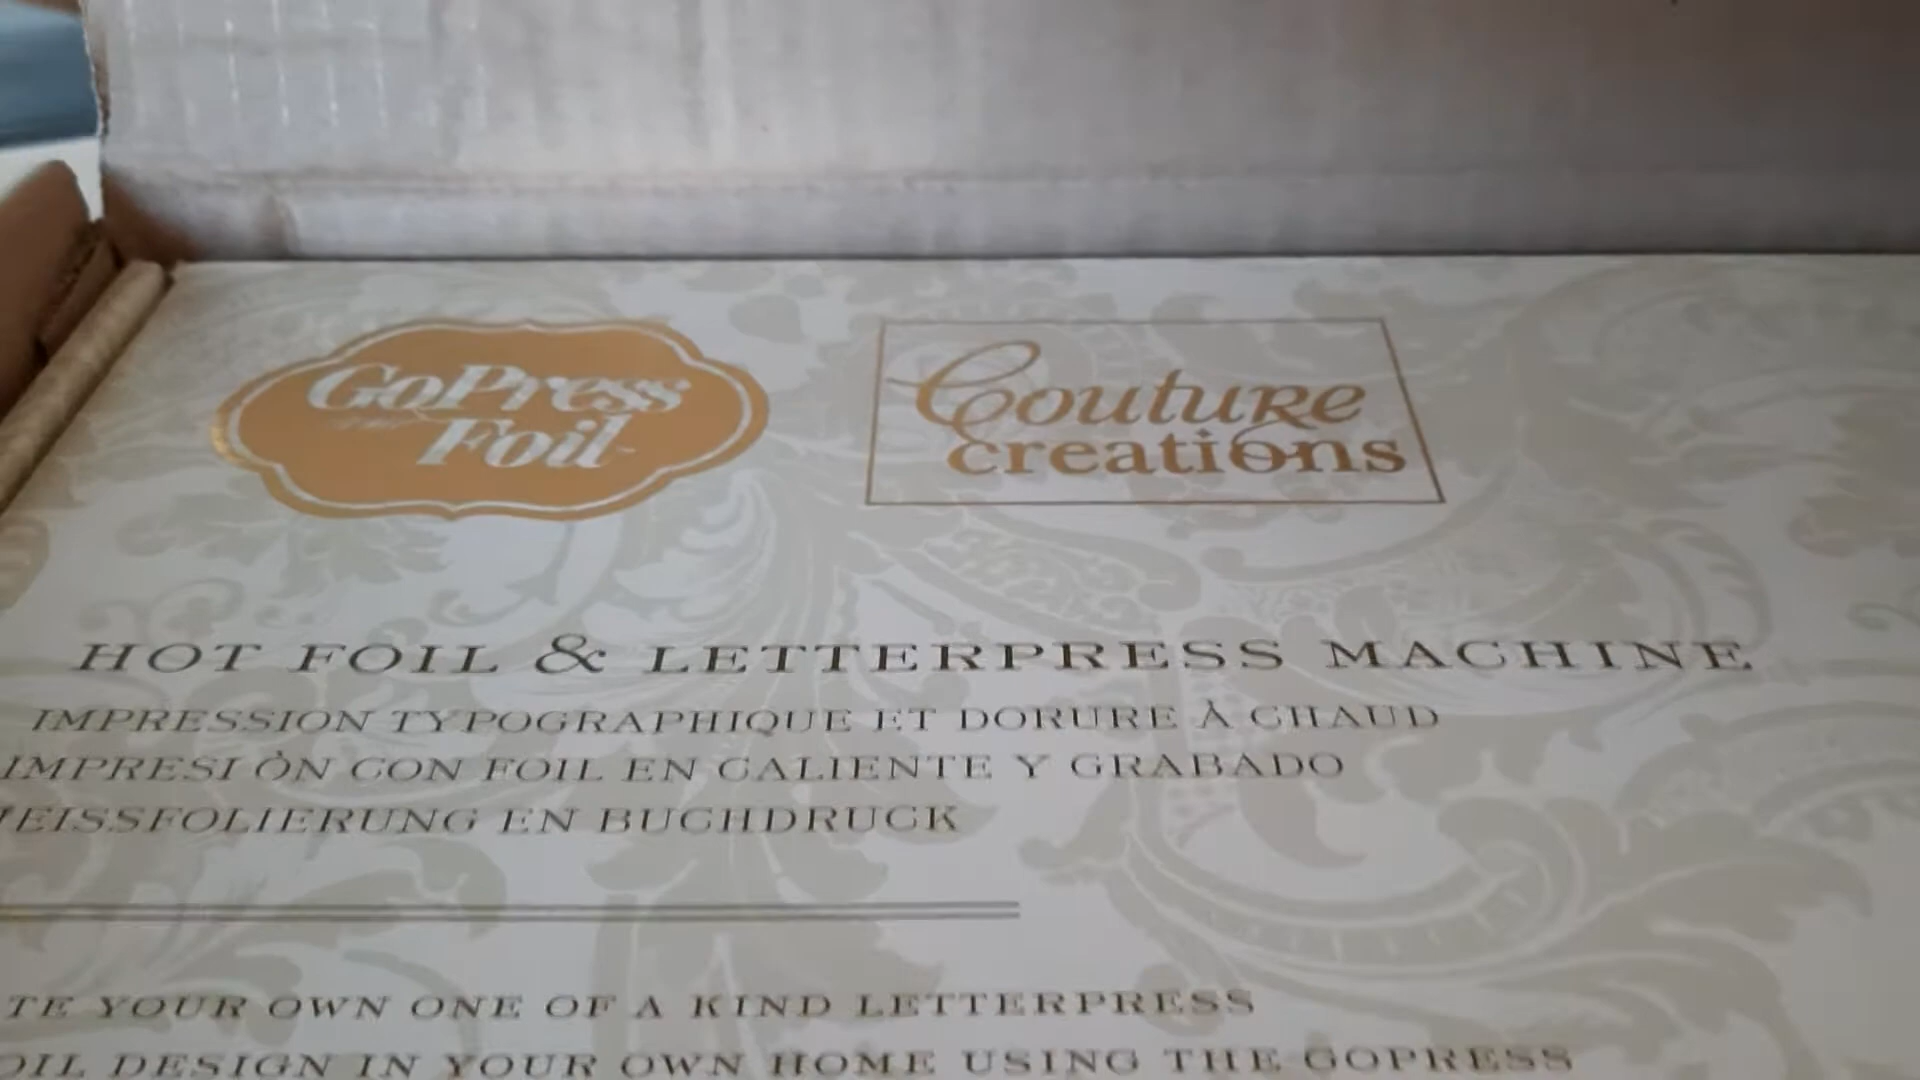 GoPress
Foil
Couture
creations
HOT FOIL & LETTERPRESS MACHINE
IMPRESSION TYPOGRAPHIQUE ET DORURE À CHAUD
IMPRESI ÒN CON FOIL EN CALIENTE Y GRABADO
EISSFOLIERUNG EN BUCHDRUCK
TE YOUR OWN ONE OF A KIND LETTERPRESS
OIL DESIGN IN YOUR OWN HOME USING THE GOPRESS